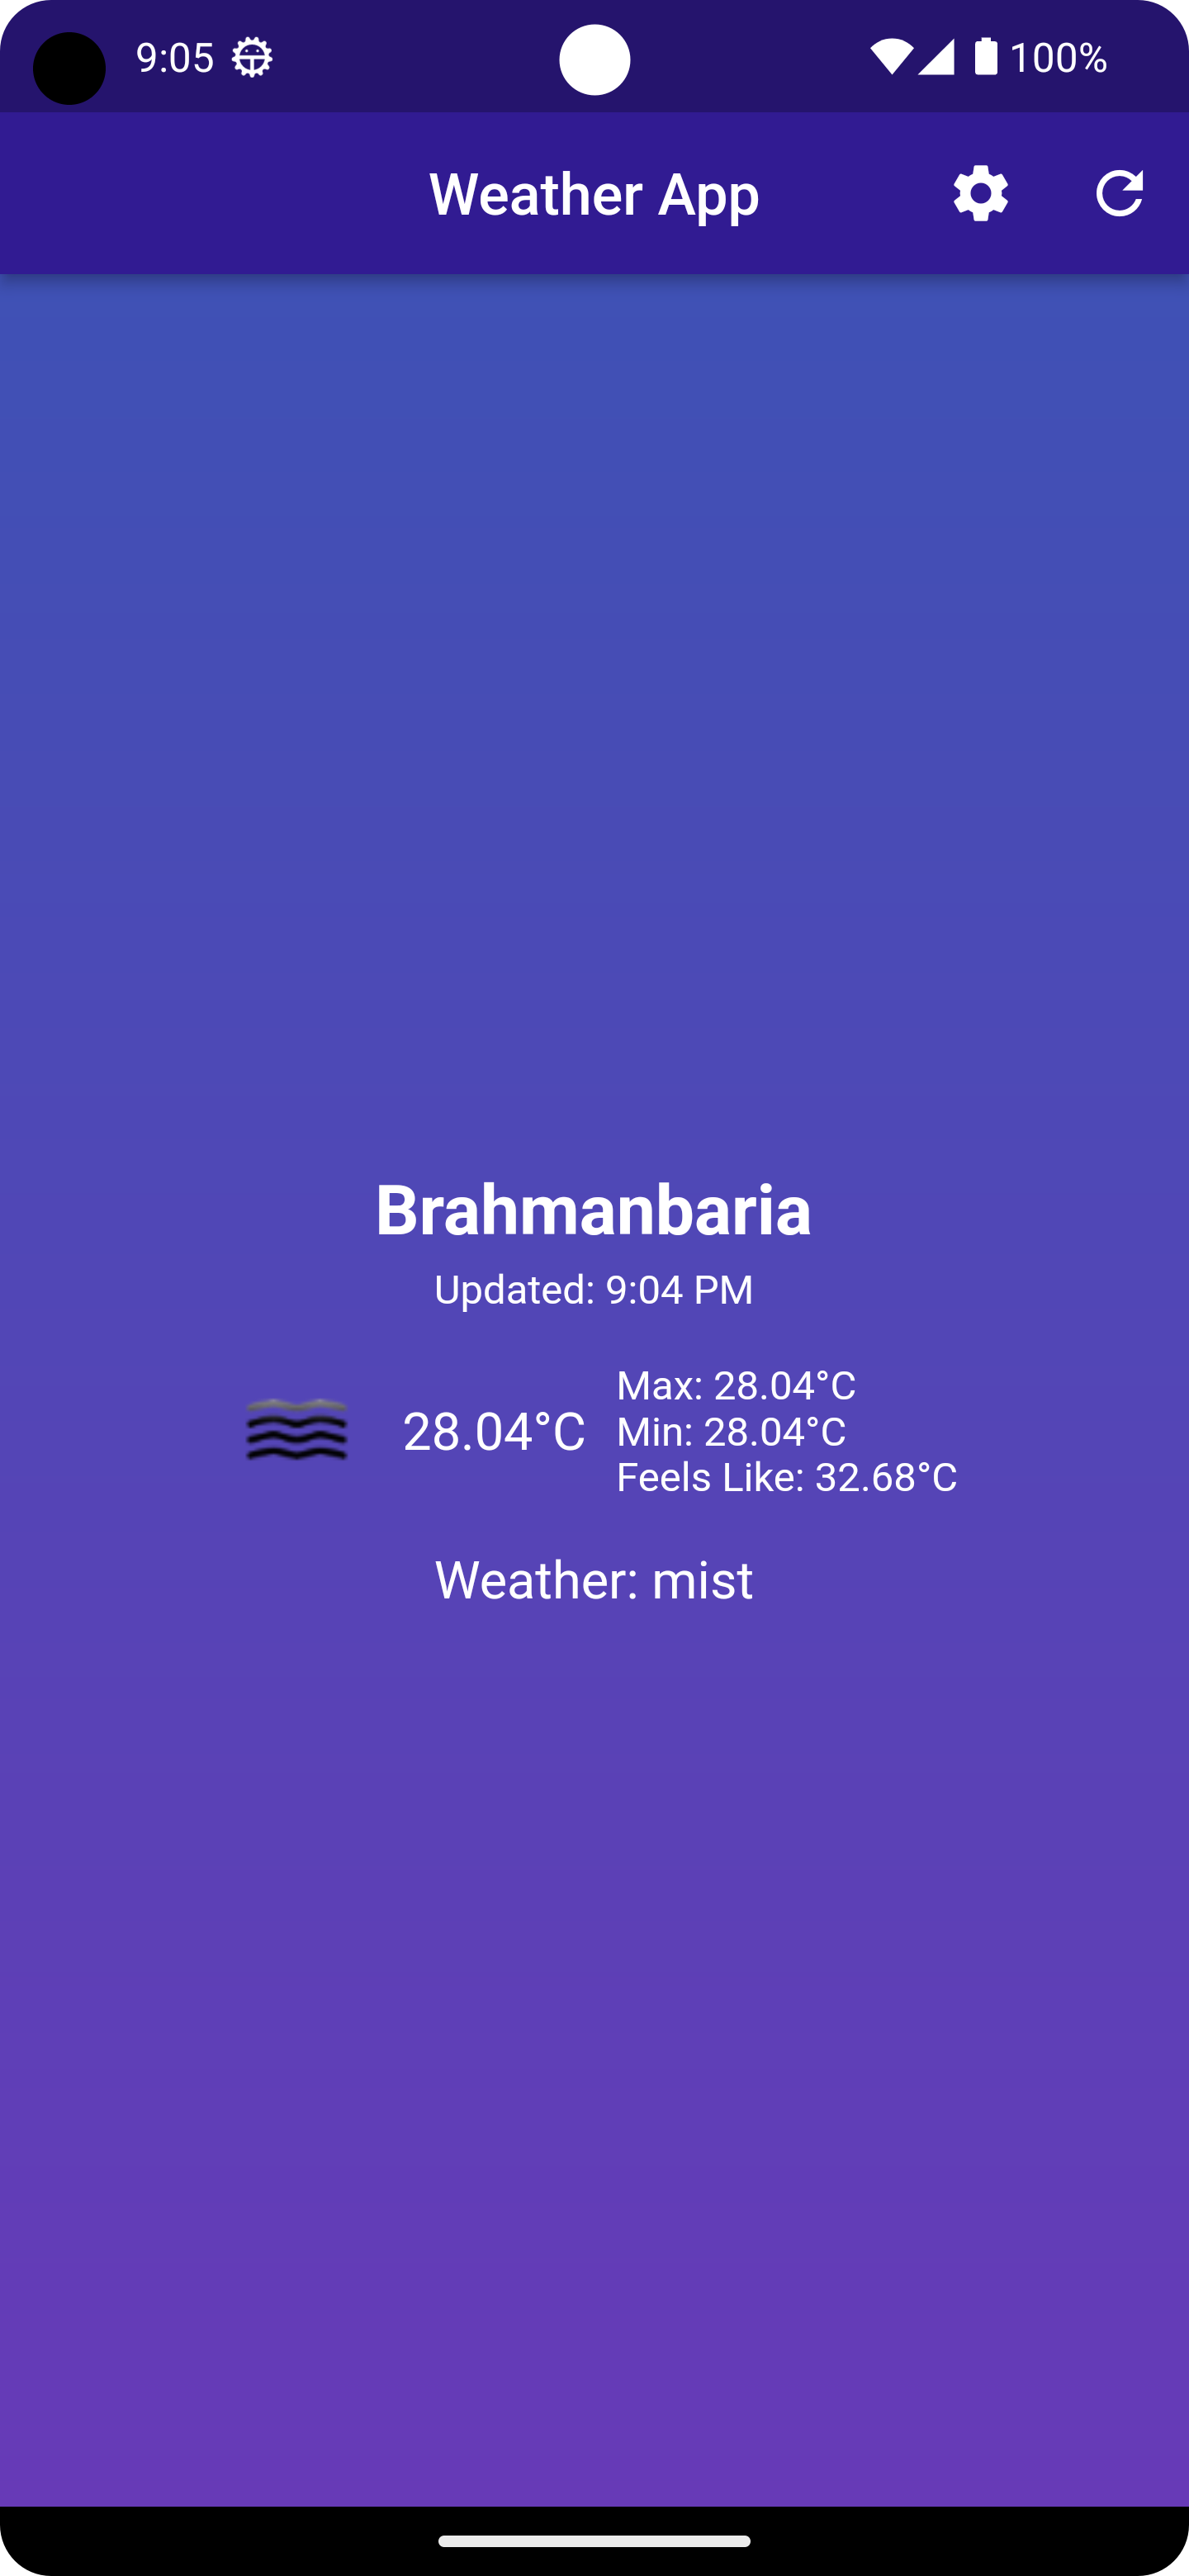 9:05 100%
Weather App
Brahmanbaria
Updated: 9:04 PM
28.04°C
Max: 28.04°C
Min: 28.04°C
Feels Like: 32.68°C
Weather: mist